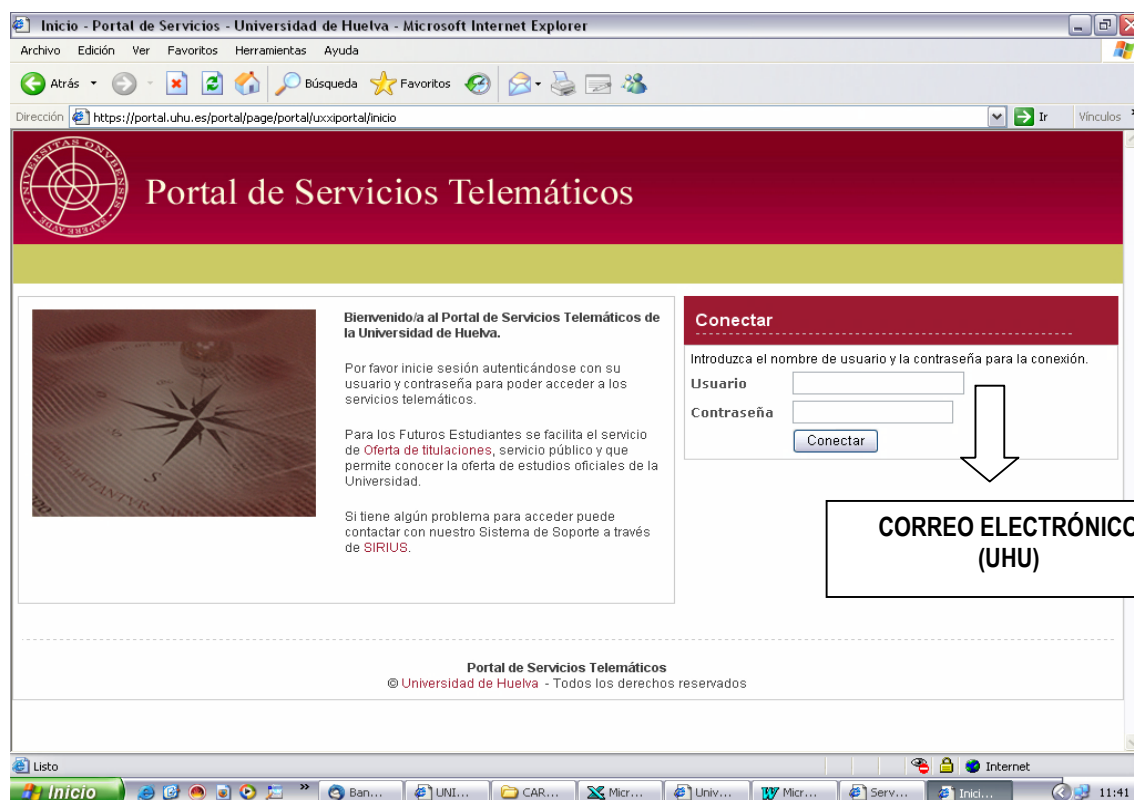 Inicio - Portal de Servicios - Universidad de Huelva - Microsoft Internet Explorer
Archivo Edición Ver Favoritos Herramientas Ayuda
Atrás Búsqueda Favoritos
Dirección https://portal.uhu.es/portal/page/portal/uxxiportal/inicio Ir Vínculos
Portal de Servicios Telemáticos
Bienvenido/a al Portal de Servicios Telemáticos de
la Universidad de Huelva.
Por favor inicie sesión autenticándose con su
usuario y contraseña para poder acceder a los
servicios telemáticos.
Para los Futuros Estudiantes se facilita el servicio
de Oferta de titulaciones, servicio público y que
permite conocer la oferta de estudios oficiales de la
Universidad.
Si tiene algún problema para acceder puede
contactar con nuestro Sistema de Soporte a través
de SIRIUS.
Conectar
Introduzca el nombre de usuario y la contraseña para la conexión.
Usuario
Contraseña
Conectar
CORREO ELECTRÓNICO
(UHU)
Portal de Servicios Telemáticos
© Universidad de Huelva - Todos los derechos reservados
Listo Internet
Inicio Ban... UNI... CAR... Micr... Univ... Micr... Serv... Inici... 11:41